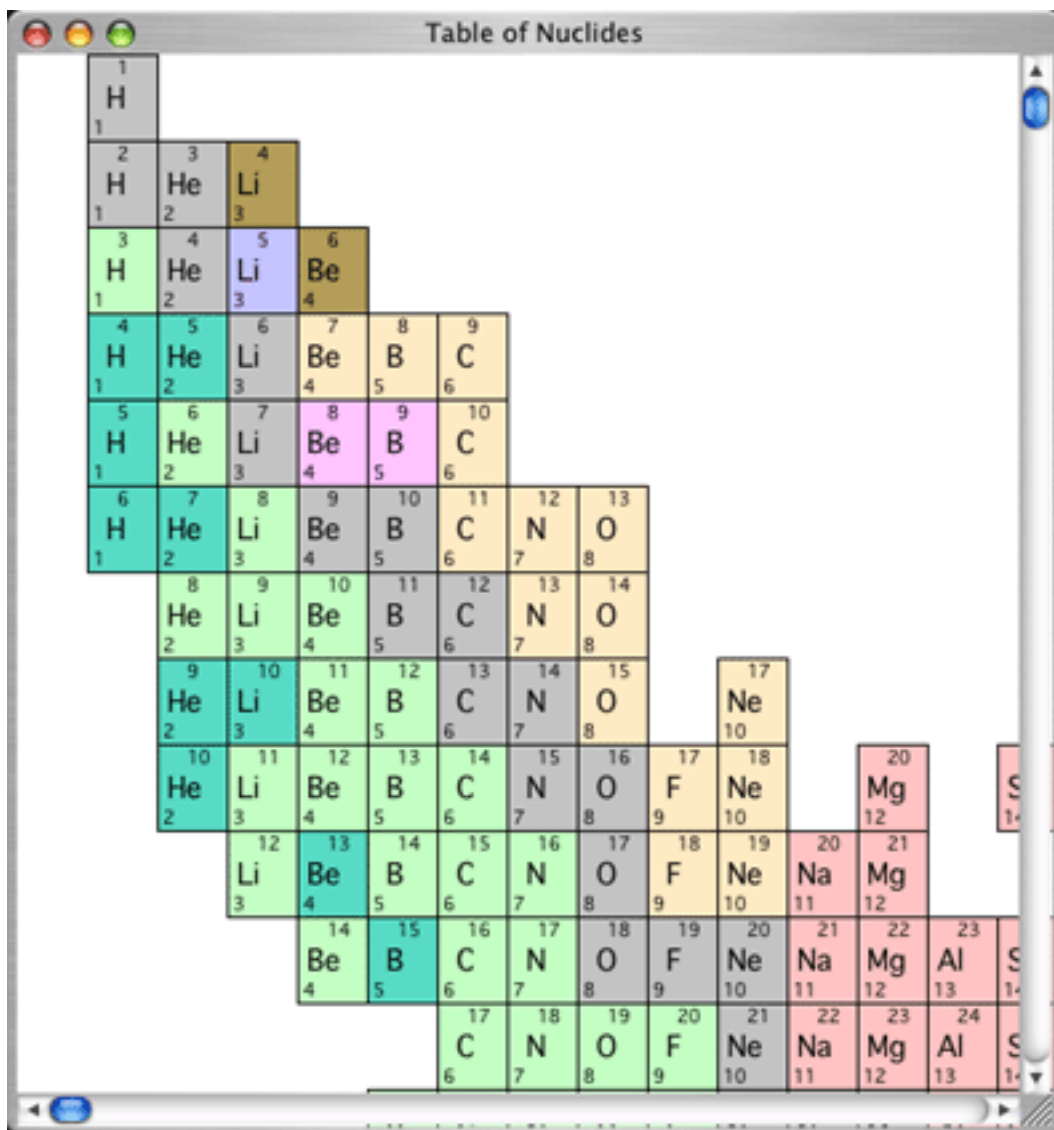 Table of Nuclides
1
H
1
2 3 4
H He Li
1 2 3
3 4 5 6
H He Li Be
1 2 3 4
4 5 6 7 8 9
H He Li Be B C
1 2 3 4 5 6
5 6 7 8 9 10
H He Li Be B C
1 2 3 4 5 6
6 7 8 9 10 11 12 13
H He Li Be B C N O
1 2 3 4 5 6 7 8
8 9 10 11 12 13 14
He Li Be B C N O
2 3 4 5 6 7 8
9 10 11 12 13 14 15 17
He Li Be B C N O Ne
2 3 4 5 6 7 8 10
10 11 12 13 14 15 16 17 18 20
He Li Be B C N O F Ne Mg
2 3 4 5 6 7 8 9 10 12
12 13 14 15 16 17 18 19 20 21
Li Be B C N O F Ne Na Mg
3 4 5 6 7 8 9 10 11 12
14 15 16 17 18 19 20 21 22 23
Be B C N O F Ne Na Mg Al
4 5 6 7 8 9 10 11 12 13
17 18 19 20 21 22 23 24
C N O F Ne Na Mg Al
6 7 8 9 10 11 12 13